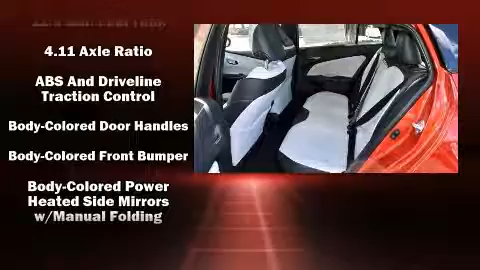 4.11 Axle Ratio
ABS And Driveline
Traction Control
Body-Colored Door Handles
Body-Colored Front Bumper
Body-Colored Power
Heated Side Mirrors
w/Manual Folding